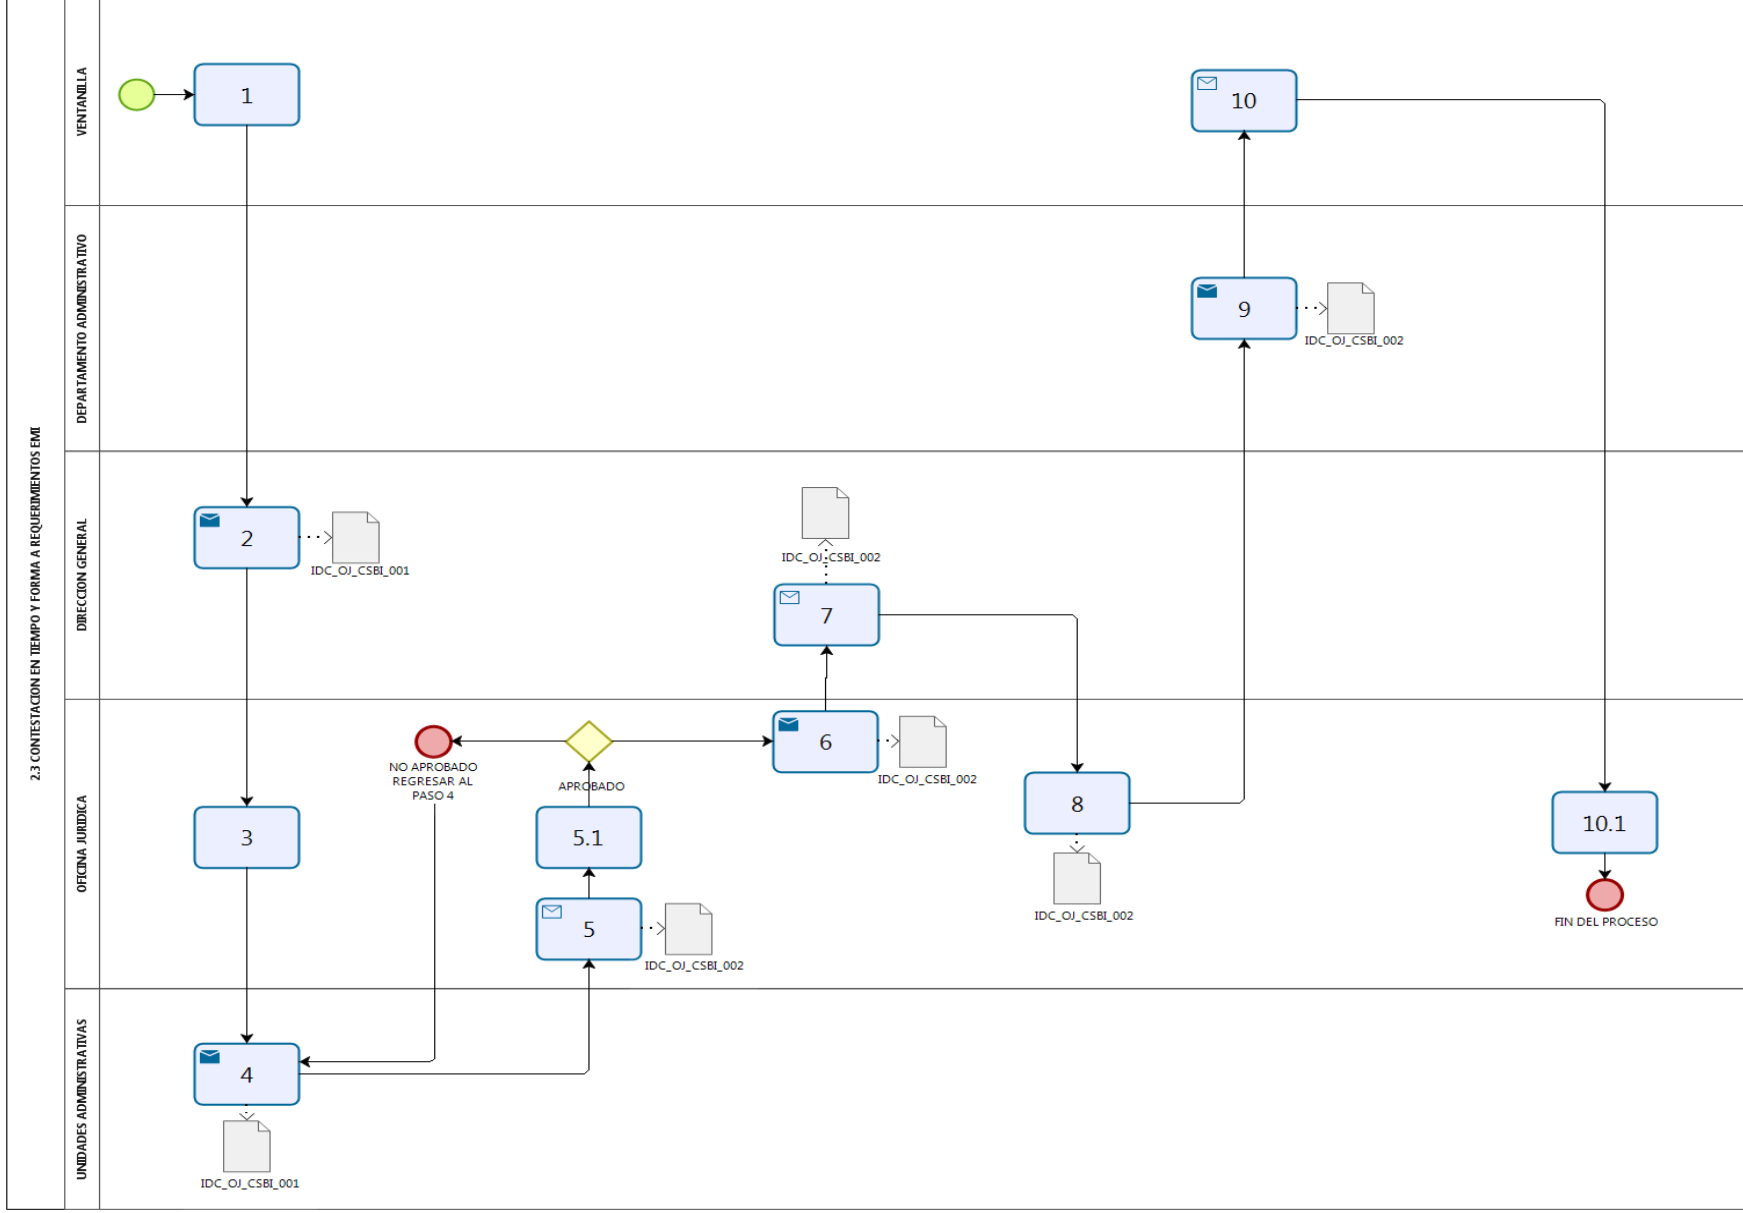 2.3 CONTESTACION EN TIEMPO Y FORMA A REQUERIMIENTOS EMI
VENTANILLA
1
10
DEPARTAMENTO ADMINISTRATIVO
9
IDC_OJ_CSBI_002
DIRECCION GENERAL
2
IDC_OJ_CSBI_001
IDC_OJ_CSBI_002
7
OFICINA JURIDICA
NO APROBADO
REGRESAR AL
PASO 4
APROBADO
6
IDC_OJ_CSBI_002
3
5.1
8
10.1
5
IDC_OJ_CSBI_002
IDC_OJ_CSBI_002
FIN DEL PROCESO
UNIDADES ADMINISTRATIVAS
4
IDC_OJ_CSBI_001